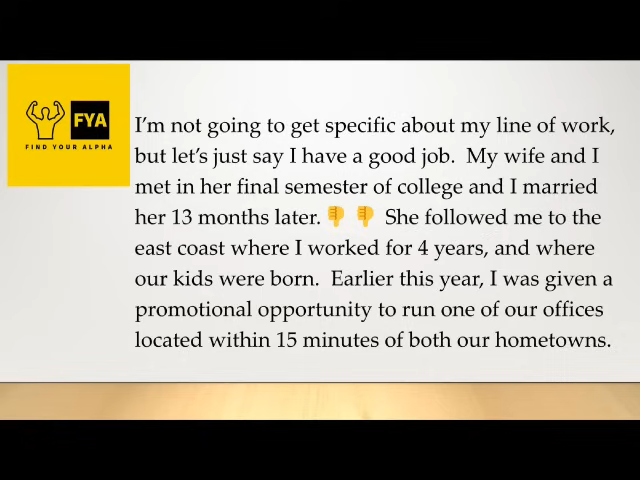 FYA
FIND YOUR ALPHA
I'm not going to get specific about my line of work,
but let's just say I have a good job.  My wife and I
met in her final semester of college and I married
her 13 months later. 👎 👎 She followed me to the
east coast where I worked for 4 years, and where
our kids were born.  Earlier this year, I was given a
promotional opportunity to run one of our offices
located within 15 minutes of both our hometowns.